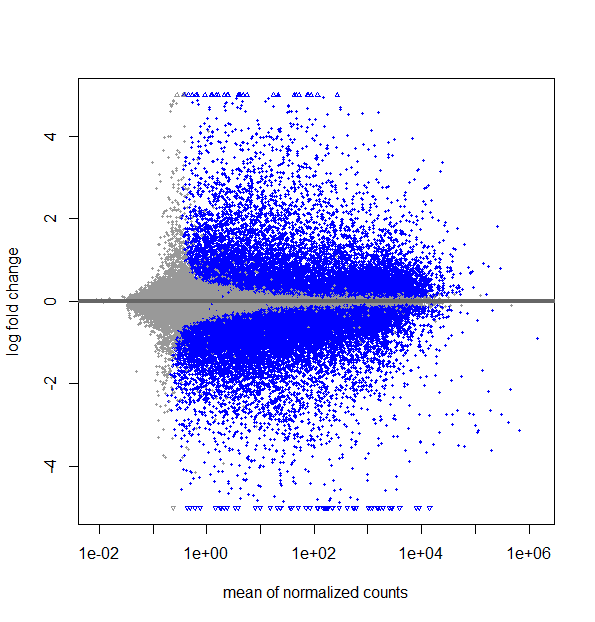 4
2
0
-2
-4
log fold change
1e-02
1e+00
1e+02
1e+04
1e+06
mean of normalized counts